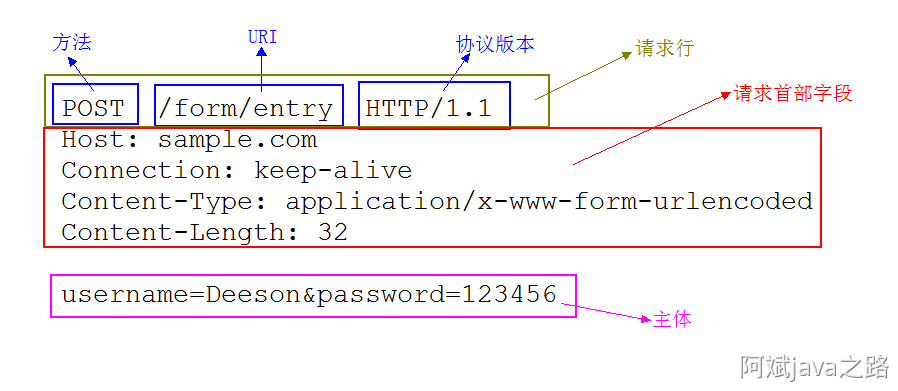 方法
URI
协议版本
请求行
POST /form/entry HTTP/1.1
请求首部字段
Host: sample.com
Connection: keep-alive
Content-Type: application/x-www-form-urlencoded
Content-Length: 32
username=Deeson&password=123456
主体
阿斌java之路